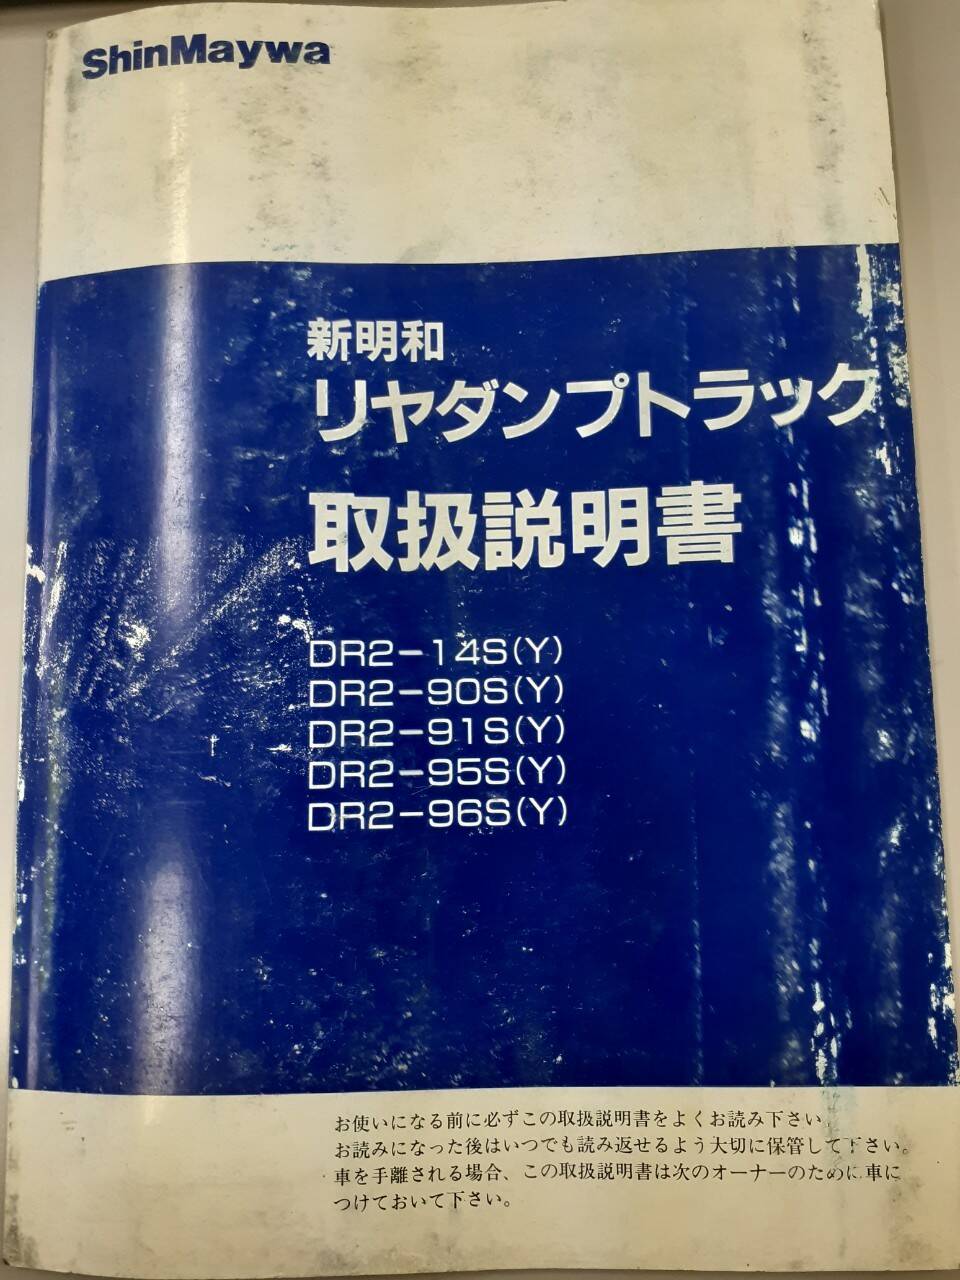 ShinMaywa
新明和
リヤダンプトラック
取扱説明書
DR2-14S(Y)
DR2-90S(Y)
DR2-91S(Y)
DR2-95S(Y)
DR2-96S(Y)
お使いになる前に必ずこの取扱説明書をよくお読み下さい。
お読みになった後はいつでも読み返せるよう大切に保管して下さい。
車を手離される場合、この取扱説明書は次のオーナーのために車に
つけておいて下さい。